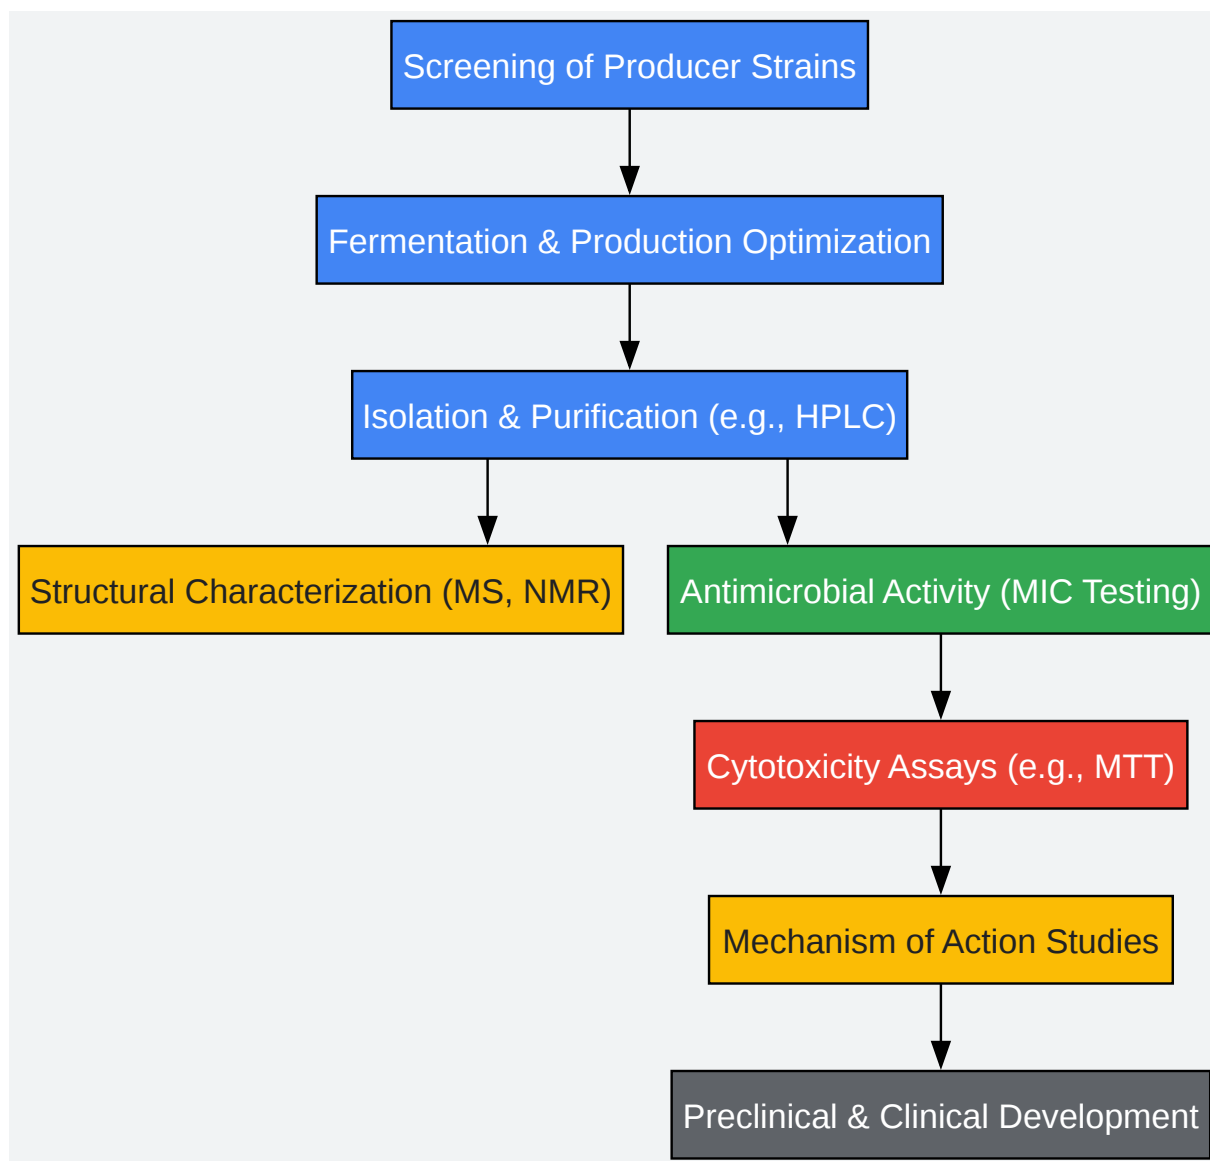 Screening of Producer Strains
Fermentation & Production Optimization
Isolation & Purification (e.g., HPLC)
Structural Characterization (MS, NMR)
Antimicrobial Activity (MIC Testing)
Cytotoxicity Assays (e.g., MTT)
Mechanism of Action Studies
Preclinical & Clinical Development